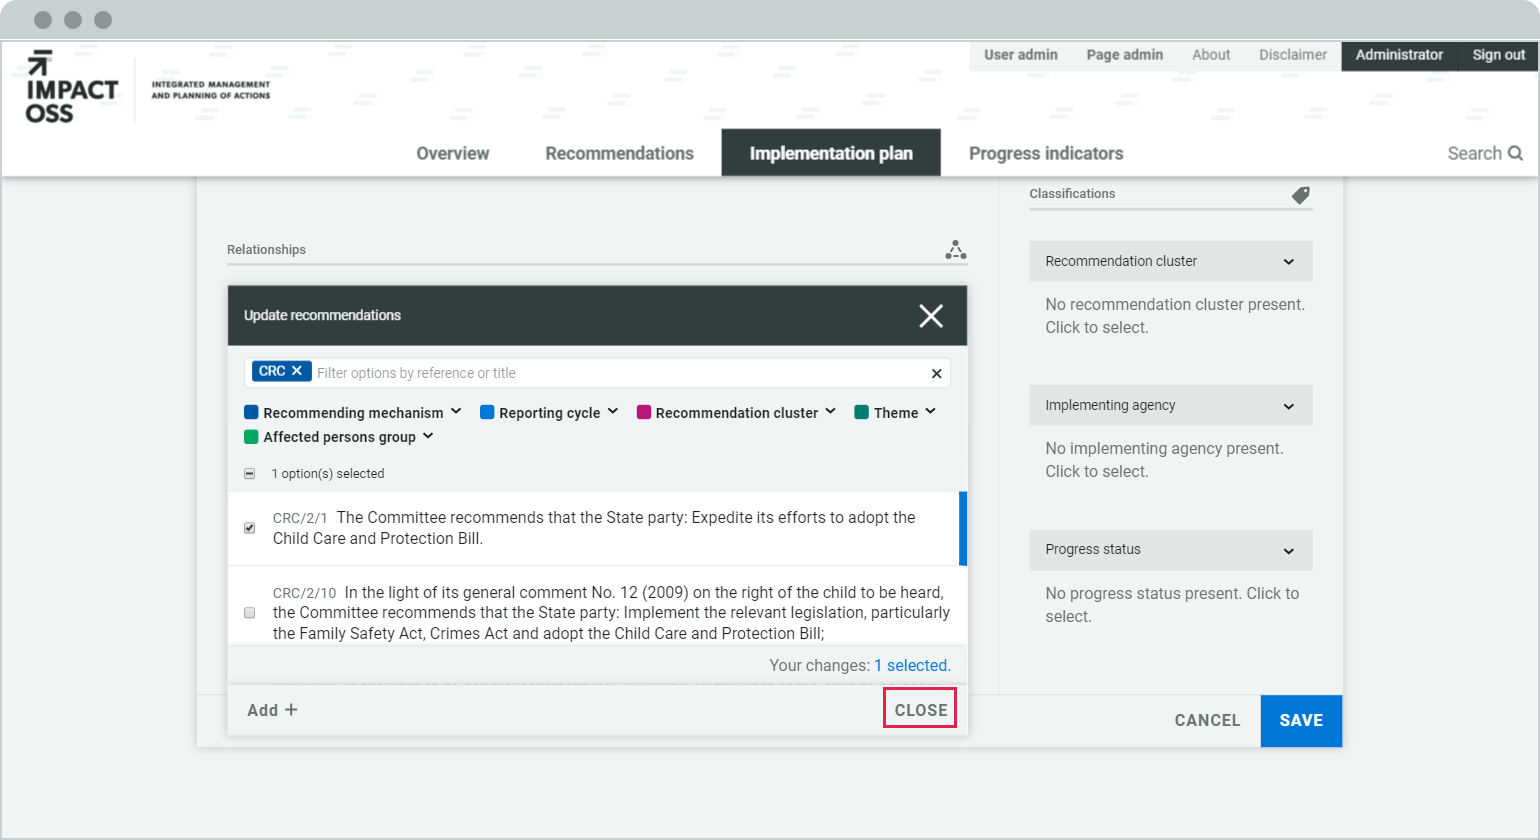 User admin
Page admin
About
Disclaimer
Administrator
Sign out
IMPACT
OSS
INTEGRATED MANAGEMENT
AND PLANNING OF ACTIONS
Overview
Recommendations
Implementation plan
Progress indicators
Search
Relationships
Update recommendations
CRC
Filter options by reference or title
Recommending mechanism
Reporting cycle
Recommendation cluster
Theme
Affected persons group
1 option(s) selected
CRC/2/1 The Committee recommends that the State party: Expedite its efforts to adopt the
Child Care and Protection Bill.
CRC/2/10 In the light of its general comment No. 12 (2009) on the right of the child to be heard,
the Committee recommends that the State party: Implement the relevant legislation, particularly
the Family Safety Act, Crimes Act and adopt the Child Care and Protection Bill;
Your changes: 1 selected.
Add +
CLOSE
Classifications
Recommendation cluster
No recommendation cluster present.
Click to select.
Implementing agency
No implementing agency present.
Click to select.
Progress status
No progress status present. Click to
select.
CANCEL
SAVE